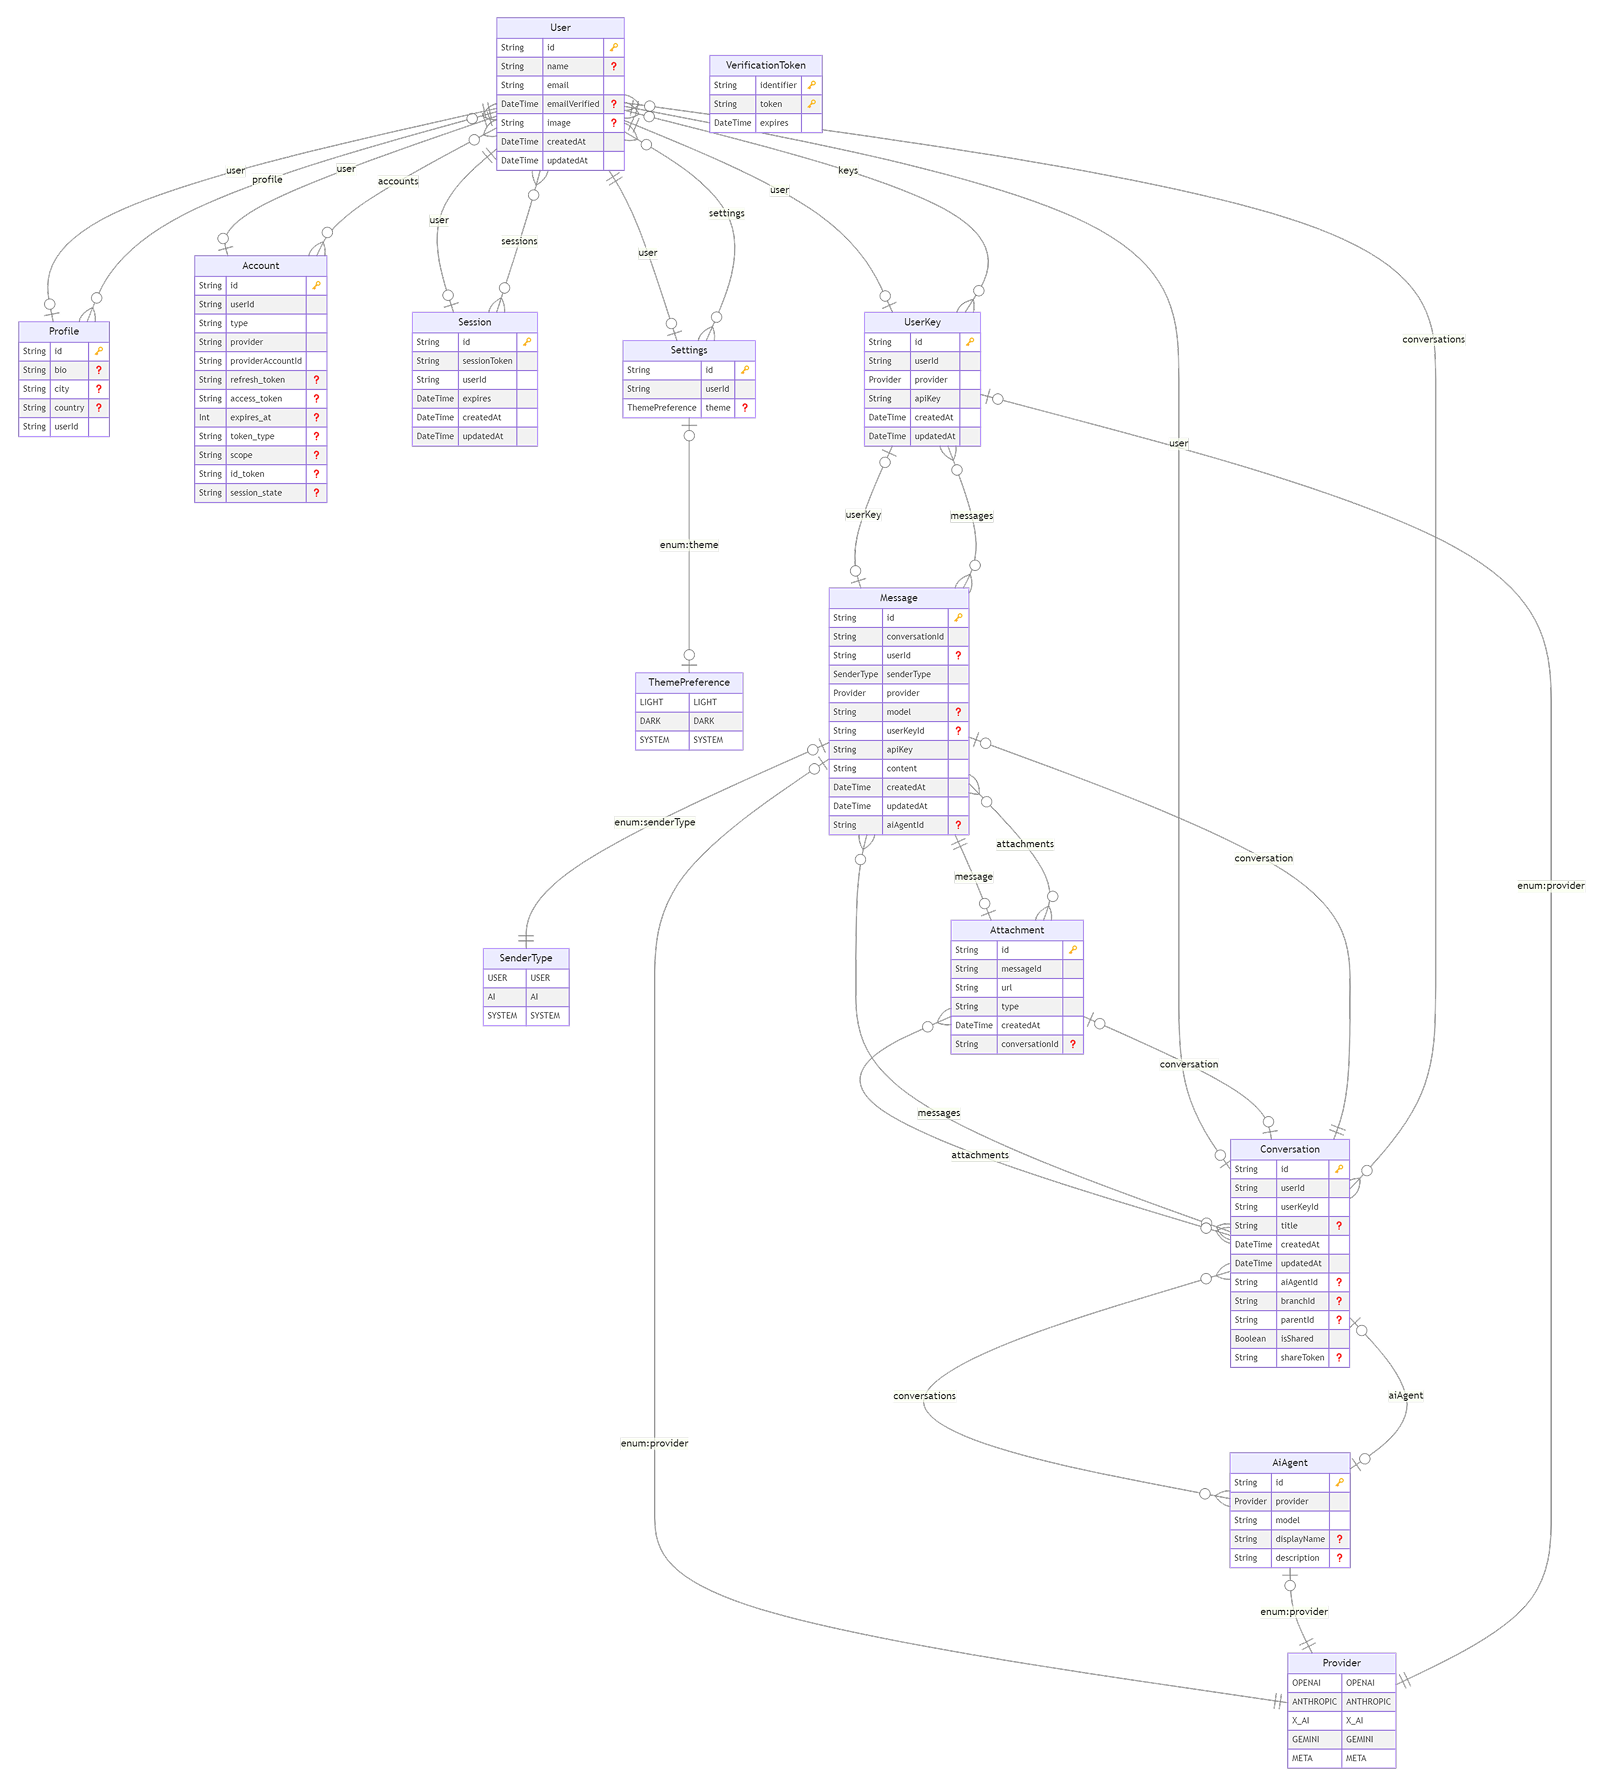 User
String id
String name ?
String email
DateTime emailVerified ?
String image ?
DateTime createdAt
DateTime updatedAt
VerificationToken
String identifier
String token
DateTime expires
user
profile
user
accounts
user
sessions
user
settings
user
keys
user
conversations
Profile
String id
String bio ?
String city ?
String country ?
String userId
Account
String id
String userId
String type
String provider
String providerAccountId
String refresh_token ?
String access_token ?
Int expires_at ?
String token_type ?
String scope ?
String id_token ?
String session_state ?
Session
String id
String sessionToken
String userId
DateTime expires
DateTime createdAt
DateTime updatedAt
Settings
String id
String userId
ThemePreference theme ?
UserKey
String id
String userId
Provider provider
String apiKey
DateTime createdAt
DateTime updatedAt
enum:theme
userKey
messages
enum:provider
ThemePreference
LIGHT LIGHT
DARK DARK
SYSTEM SYSTEM
Message
String id
String conversationId
String userId ?
SenderType senderType
Provider provider
String model ?
String userKeyId ?
String apiKey
String content
DateTime createdAt
DateTime updatedAt
String aiAgentId ?
enum:senderType
attachments
message
conversation
SenderType
USER USER
AI AI
SYSTEM SYSTEM
Attachment
String id
String messageId
String url
String type
DateTime createdAt
String conversationId ?
conversation
messages
attachments
Conversation
String id
String userId
String userKeyId
String title ?
DateTime createdAt
DateTime updatedAt
String aiAgentId ?
String branchId ?
String parentId ?
Boolean isShared
String shareToken ?
conversations
aiAgent
enum:provider
AiAgent
String id
Provider provider
String model
String displayName ?
String description ?
enum:provider
Provider
OPENAI OPENAI
ANTHROPIC ANTHROPIC
X_AI X_AI
GEMINI GEMINI
META META